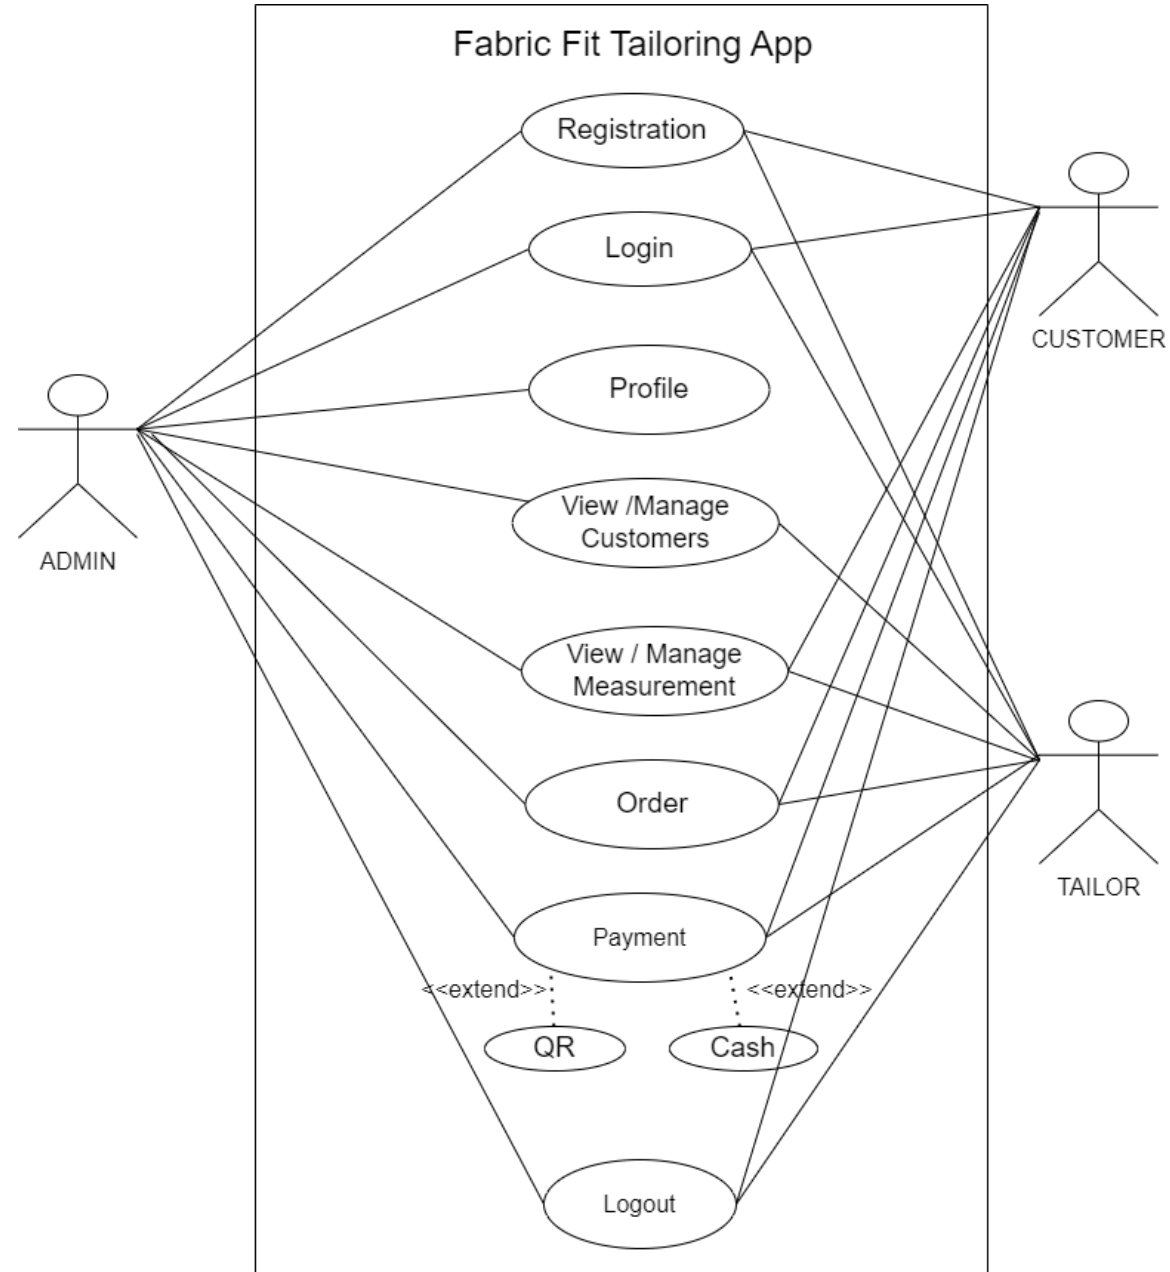 Fabric Fit Tailoring App
Registration
Login
CUSTOMER
Profile
View /Manage
Customers
ADMIN
View / Manage
Measurement
Order
TAILOR
Payment
<<extend>>
<<extend>>
QR
Cash
Logout